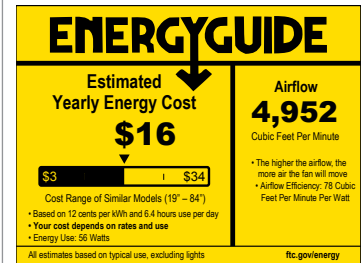 ENERGYGUIDE
Estimated
Yearly Energy Cost
$16
$3
$34
Cost Range of Similar Models (19" – 84")
• Based on 12 cents per kWh and 6.4 hours use per day
• Your cost depends on rates and use
• Energy Use: 56 Watts
Airflow
4,952
Cubic Feet Per Minute
• The higher the airflow, the
more air the fan will move
• Airflow Efficiency: 78 Cubic
Feet Per Minute Per Watt
All estimates based on typical use, excluding lights
ftc.gov/energy